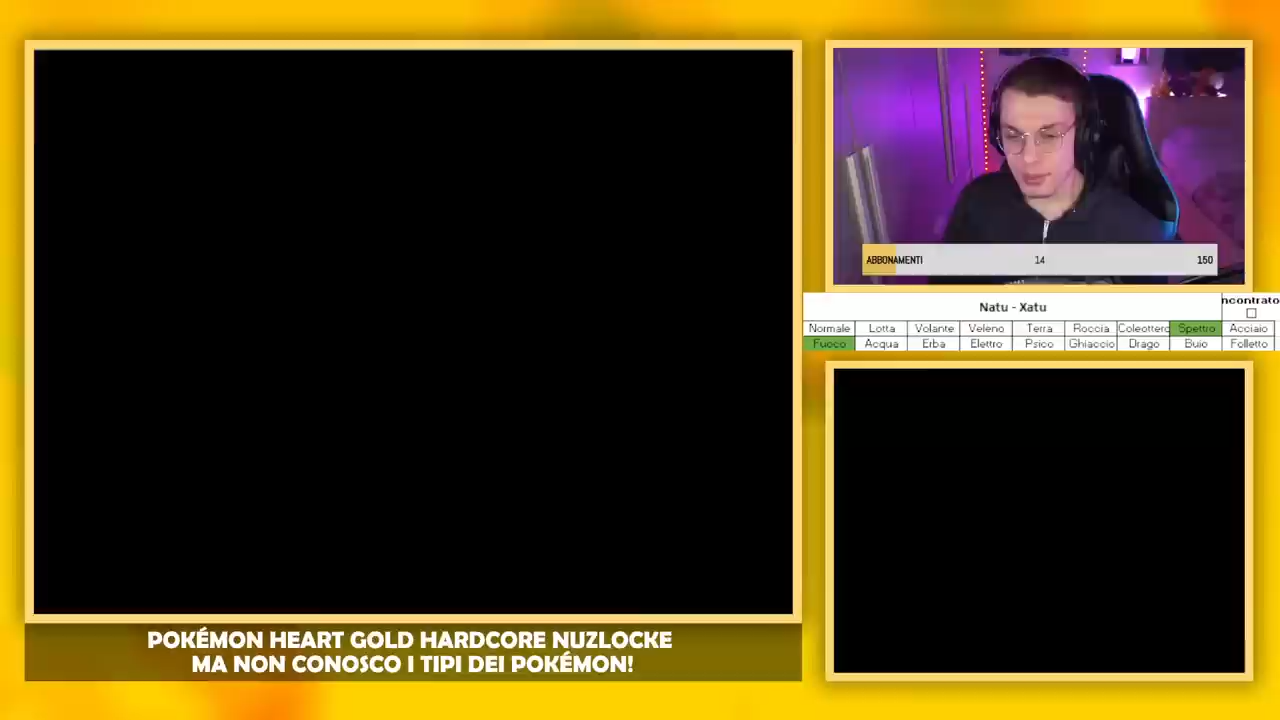 ABBONAMENTI 14 150
Natu - Xatu
ncontrato
Normale Lotta Volante Veleno Terra Roccia Coleottero Spettro Acciaio
Fuoco Acqua Erba Elettro Psico Ghiaccio Drago Buio Folletto
POKÉMON HEART GOLD HARDCORE NUZLOCKE
MA NON CONOSCO I TIPI DEI POKÉMON!